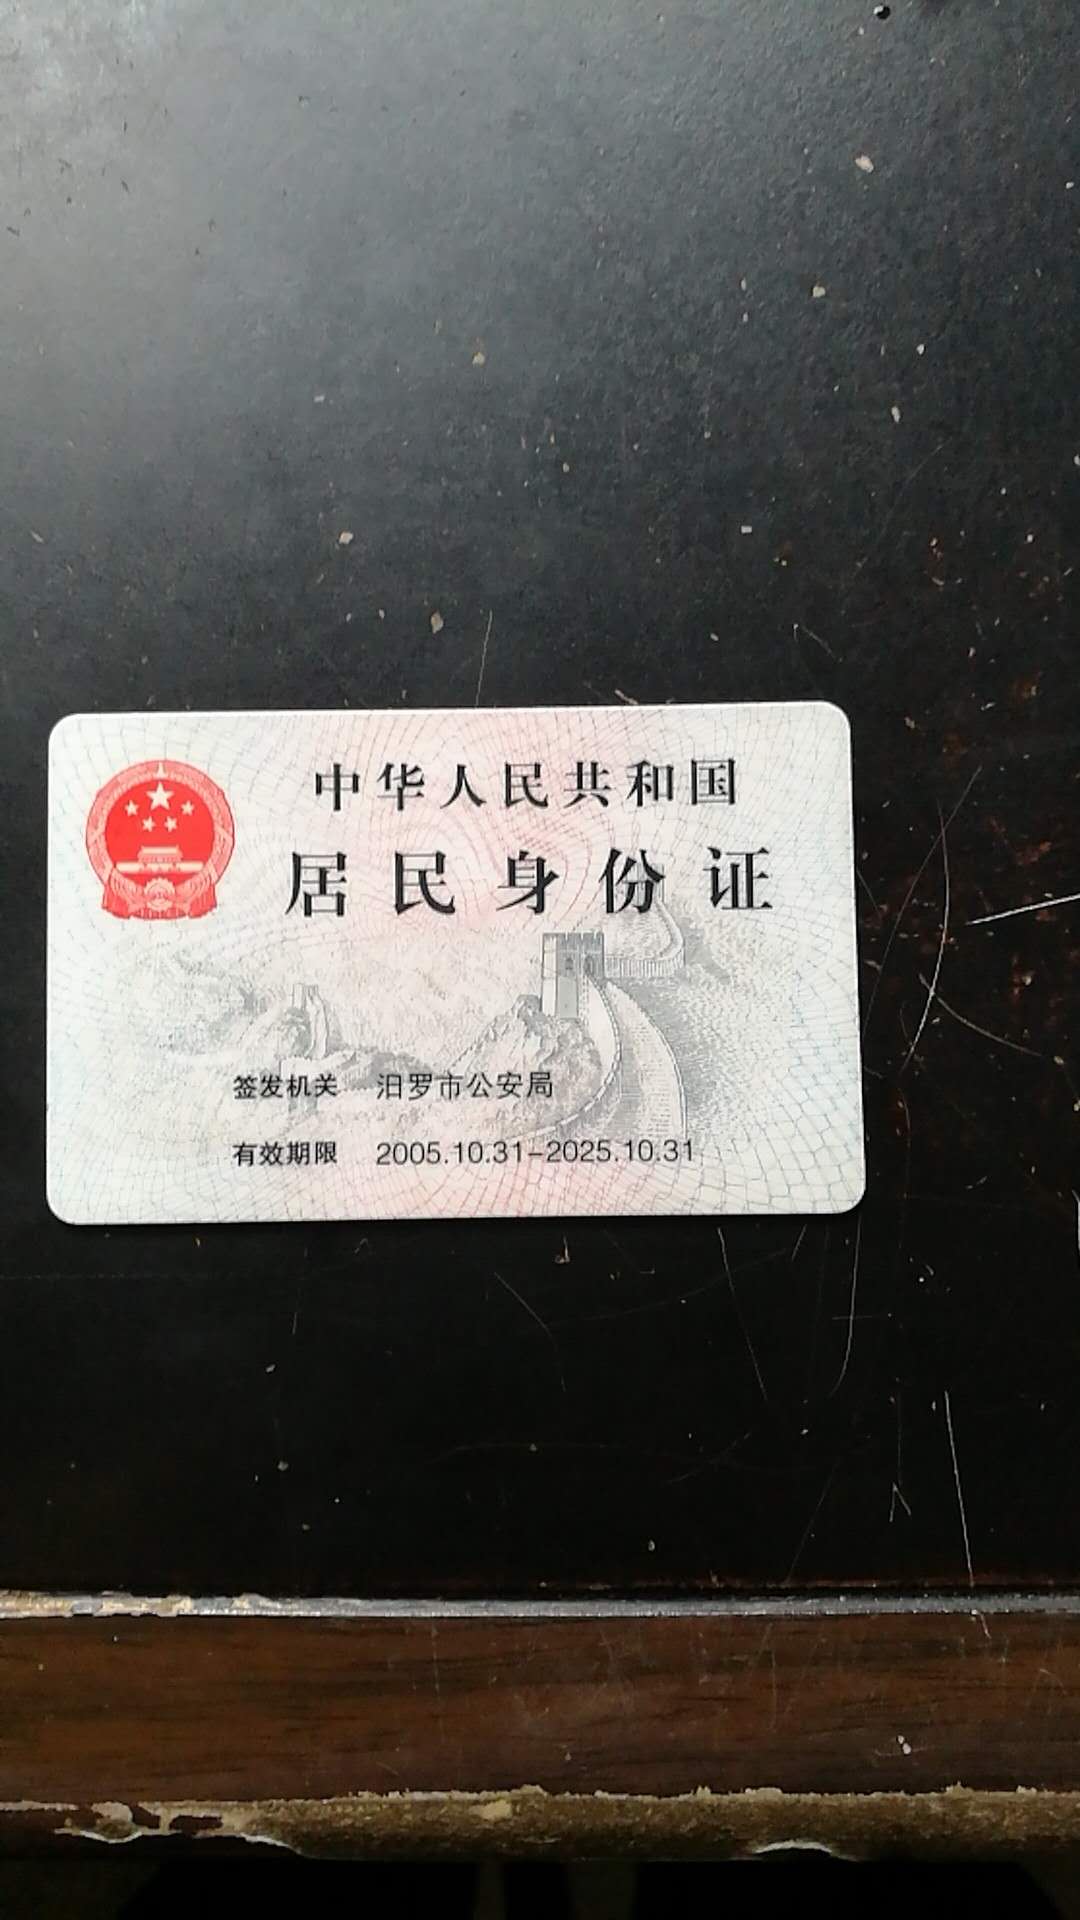 中华人民共和国
居民身份证
签发机关 汨罗市公安局
有效期限 2005.10.31-2025.10.31